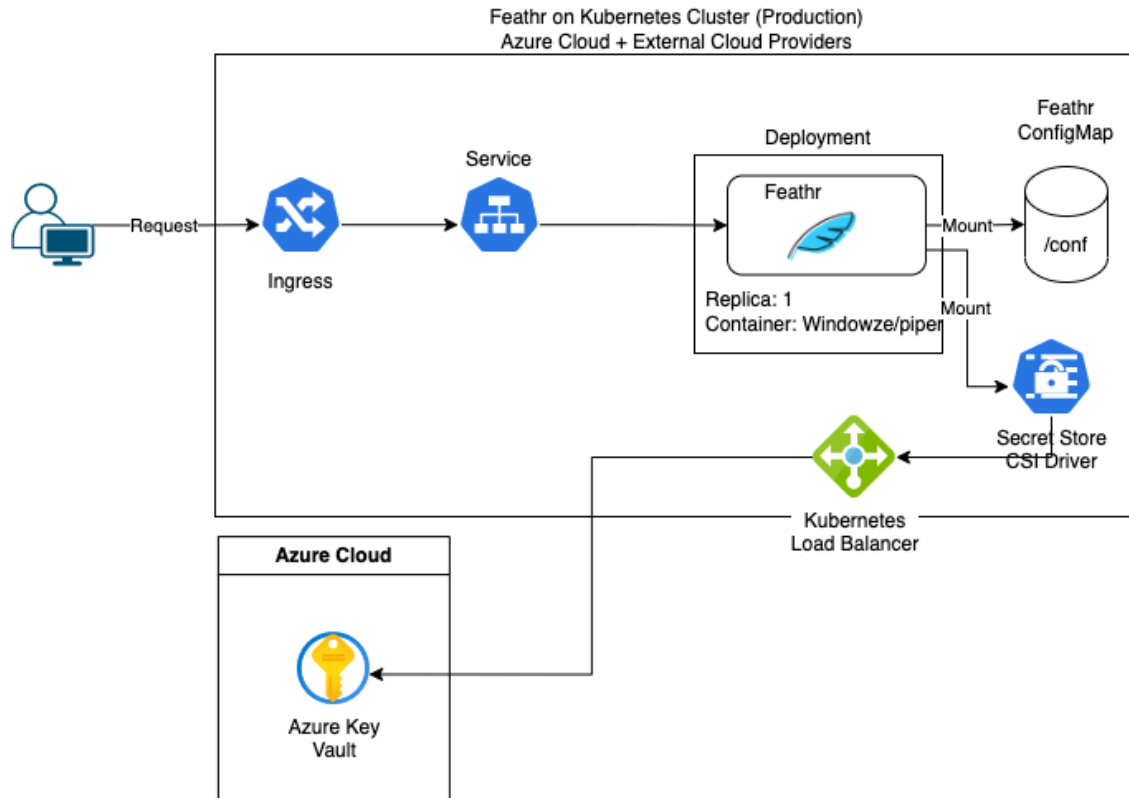 Feathr on Kubernetes Cluster (Production)
Azure Cloud + External Cloud Providers
Feathr
ConfigMap
Deployment
Service
Feathr
Request
Mount
/conf
Ingress
Replica: 1
Container: Windowze/piper
Mount
Secret Store
CSI Driver
Kubernetes
Load Balancer
Azure Cloud
Azure Key
Vault